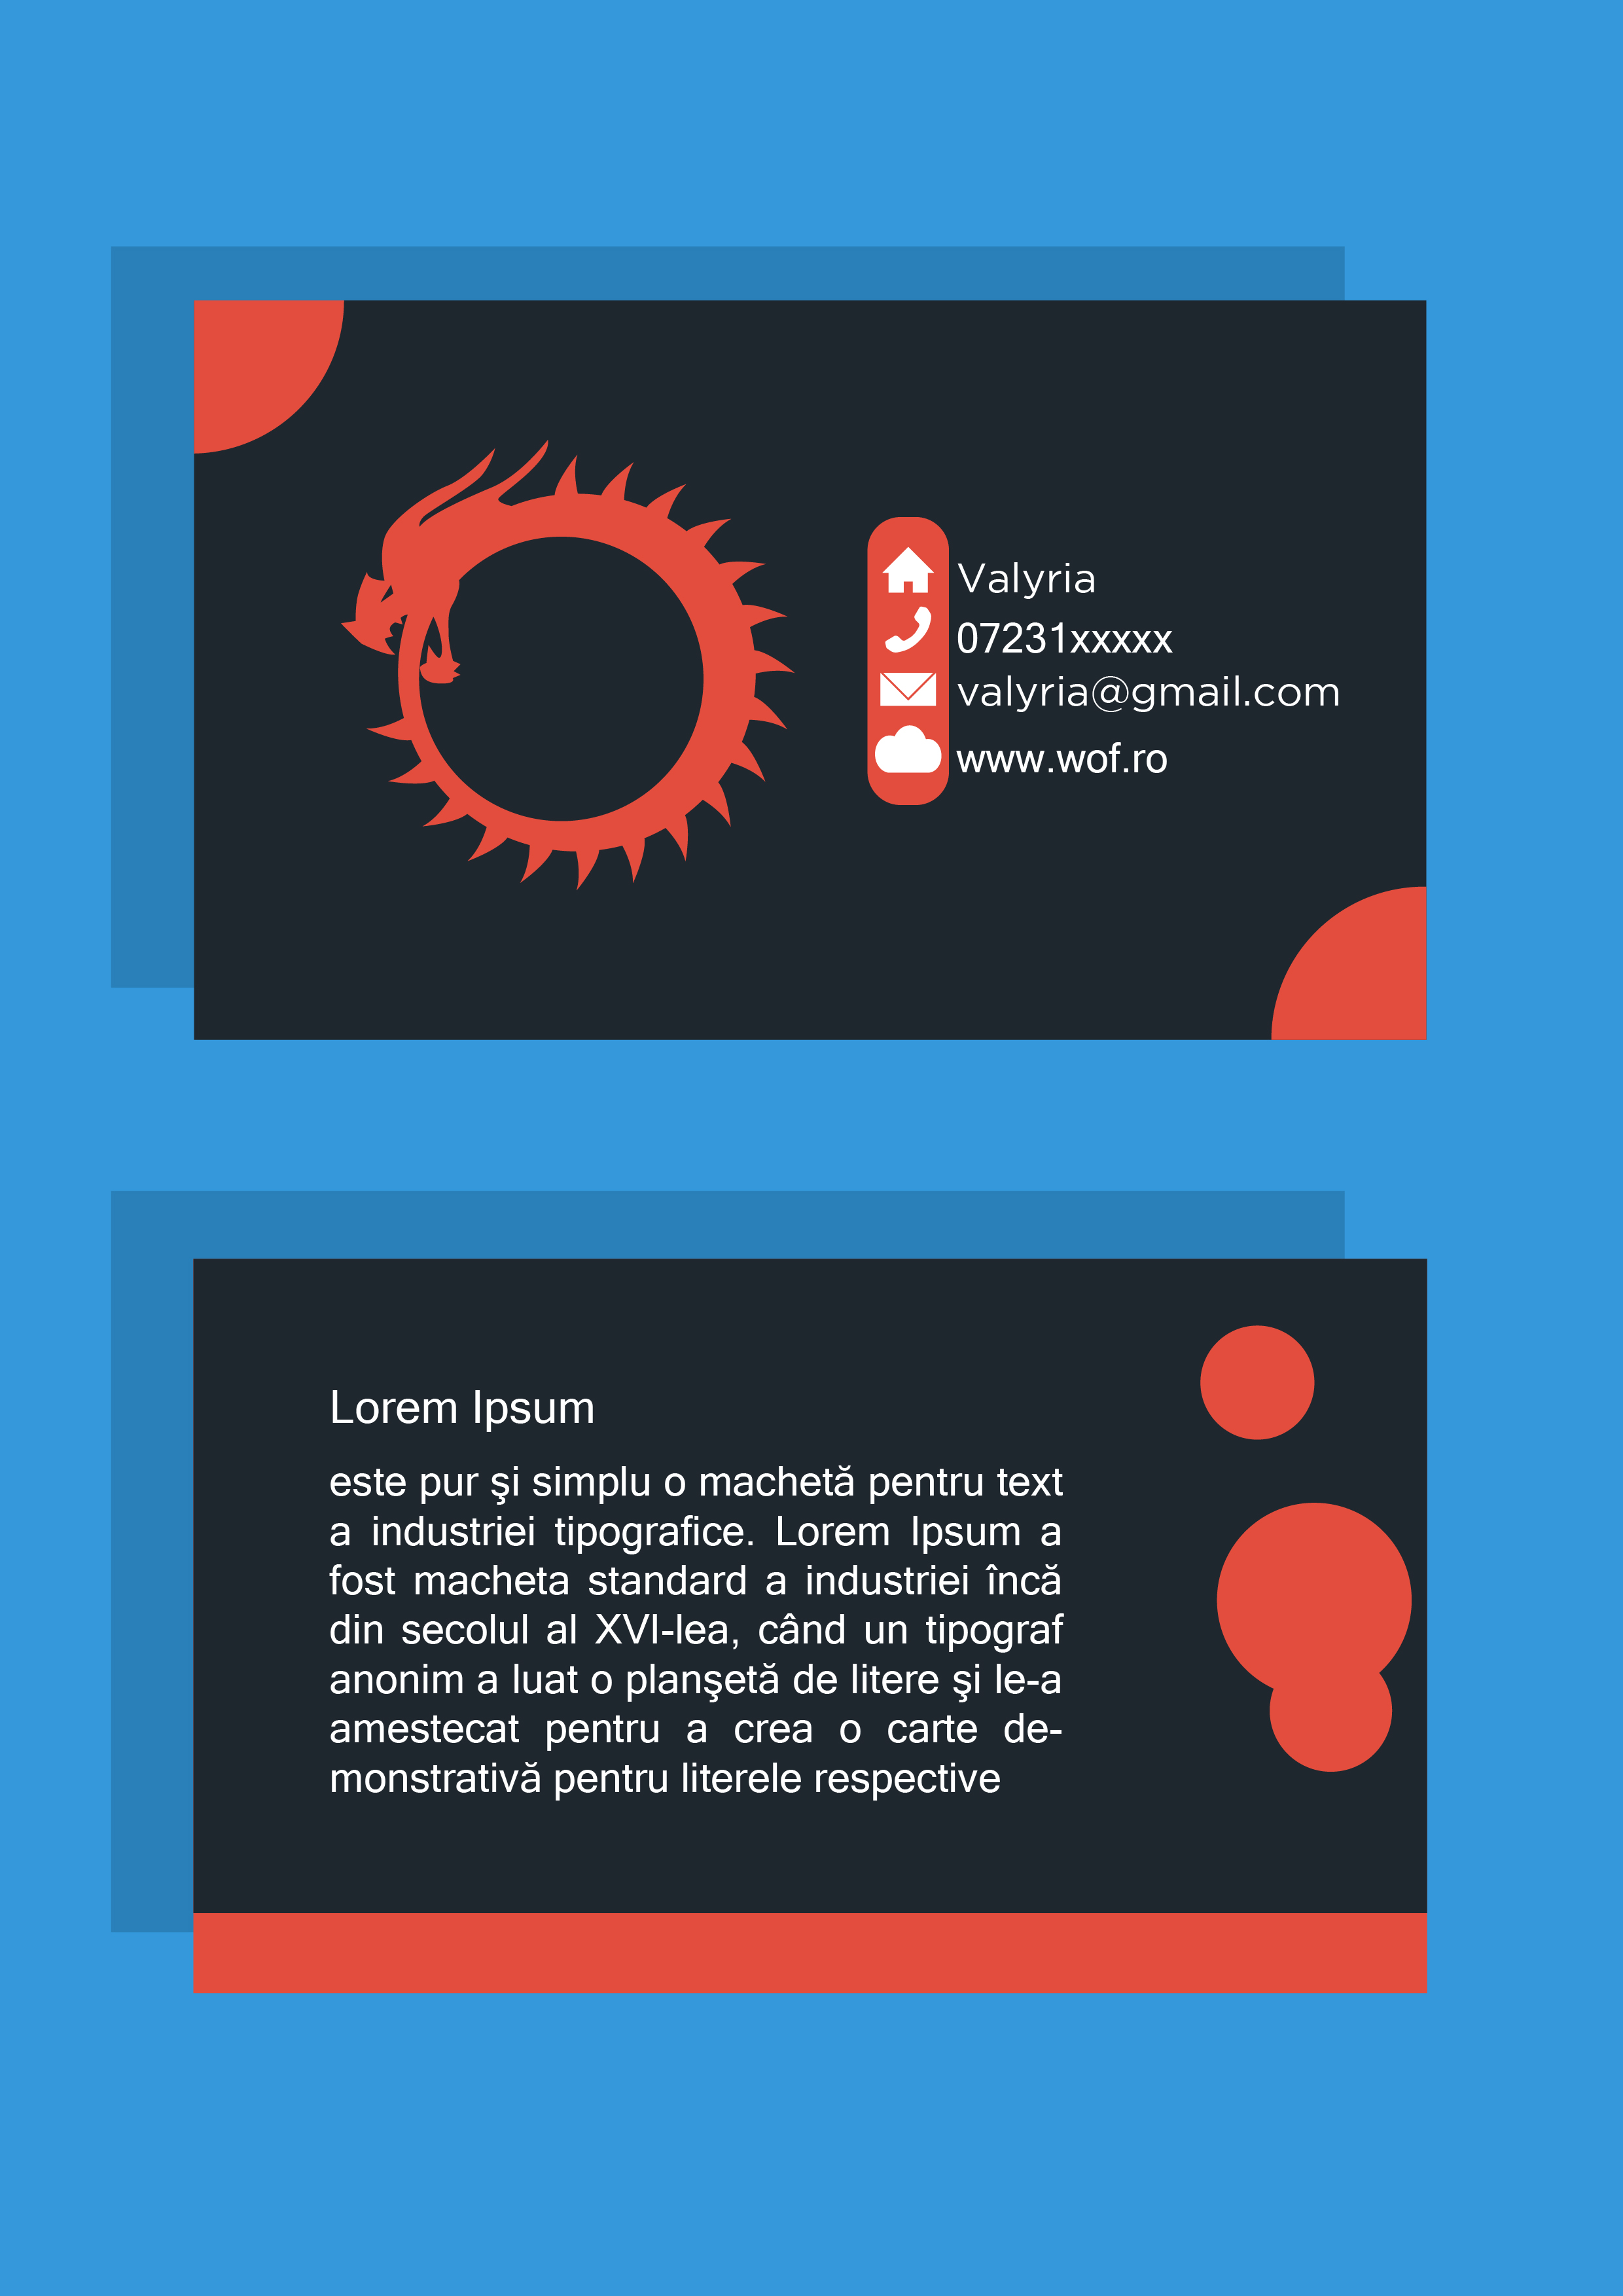 Valyria
07231xxxxx
valyria@gmail.com
www.wof.ro
Lorem Ipsum
este pur şi simplu o machetă pentru text
a industriei tipografice. Lorem Ipsum a
fost macheta standard a industriei încă
din secolul al XVI-lea, când un tipograf
anonim a luat o planşetă de litere şi le-a
amestecat pentru a crea o carte de-
monstrativă pentru literele respective